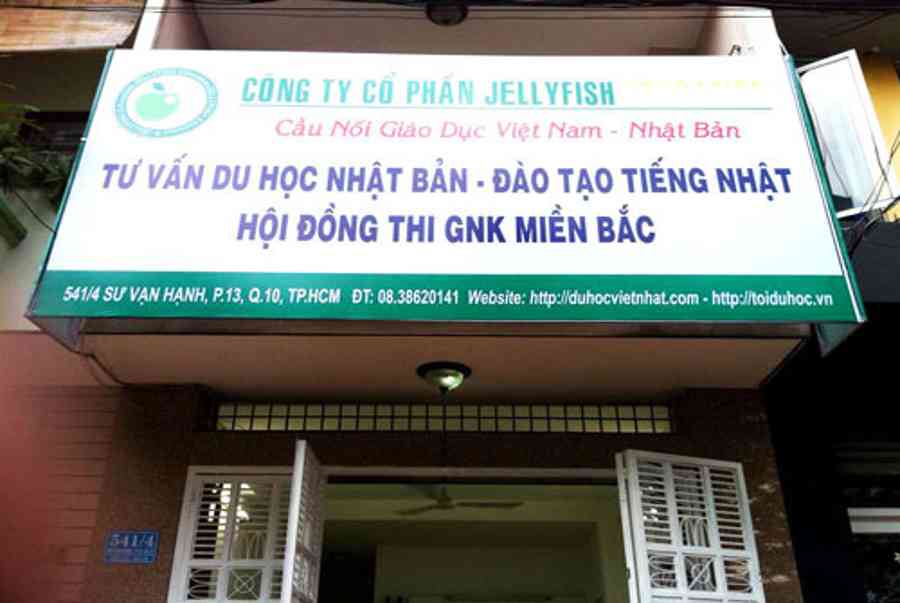 CÔNG TY CỔ PHẤN JELLYFISH
Cầu Nối Giáo Dục Việt Nam - Nhật Bản
TƯ VẤN DU HỌC NHẬT BẢN - ĐÀO TẠO TIẾNG NHẬT
HỘI ĐỒNG THI GNK MIỀN BẮC
541/4 SƯ VẠN HẠNH, P.13, Q.10, TP.HCM ĐT: 08.38620141 Website: http://duhocvietnhat.com - http://toiduhoc.vn
541/4